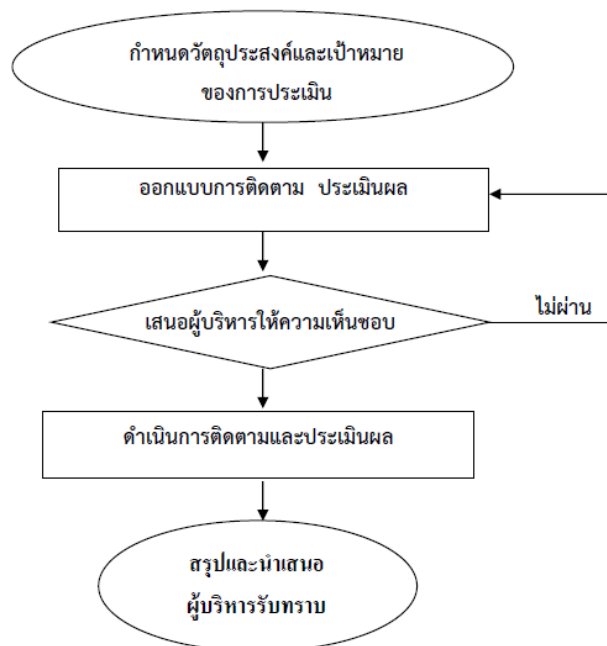 กำหนดวัตถุประสงค์และเป้าหมาย
ของการประเมิน
ออกแบบการติดตาม ประเมินผล
เสนอผู้บริหารให้ความเห็นชอบ
ไม่ผ่าน
ดำเนินการติดตามและประเมินผล
สรุปและนำเสนอ
ผู้บริหารรับทราบ